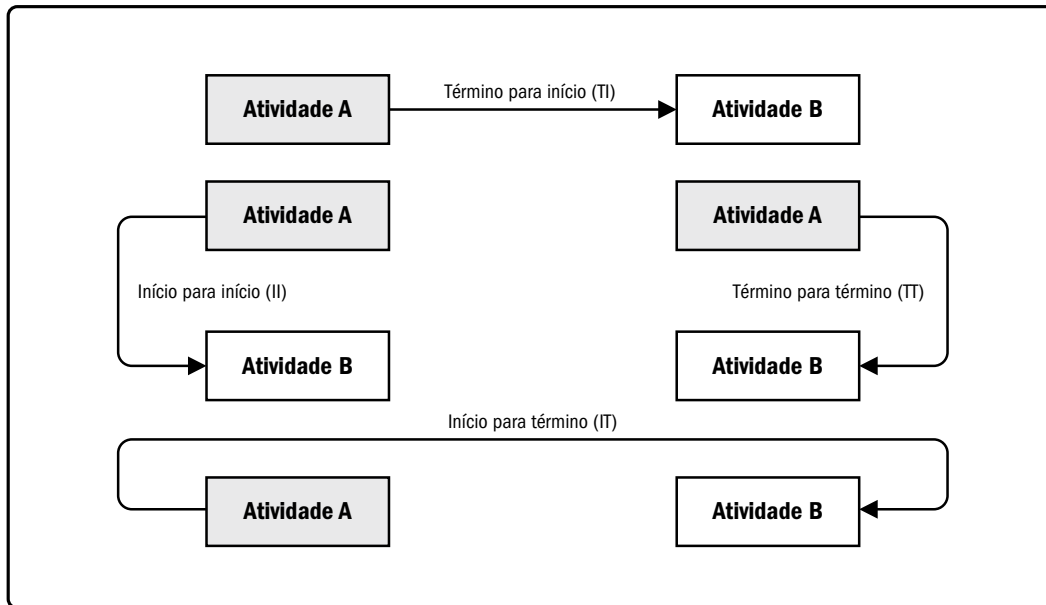 Atividade A
Término para início (TI)
Atividade B
Atividade A
Atividade A
Início para início (II)
Término para término (TT)
Atividade B
Atividade B
Início para término (IT)
Atividade A
Atividade B